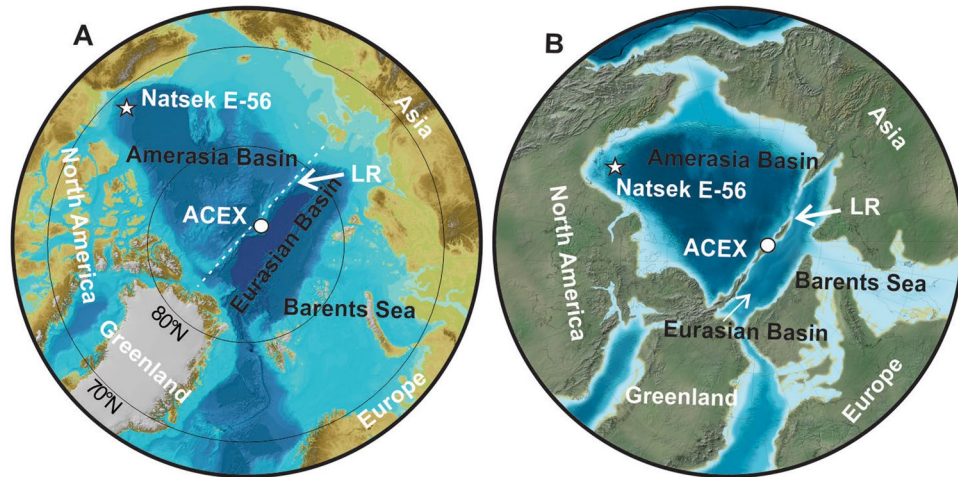 A
Natsek E-56
Asia
Amerasia Basin
North America
LR
ACEX
Eurasian Basin
Barents Sea
80°N
Greenland
70°N
Europe
B
Asia
Amerasia Basin
Natsek E-56
LR
North America
ACEX
Barents Sea
Eurasian Basin
Greenland
Europe